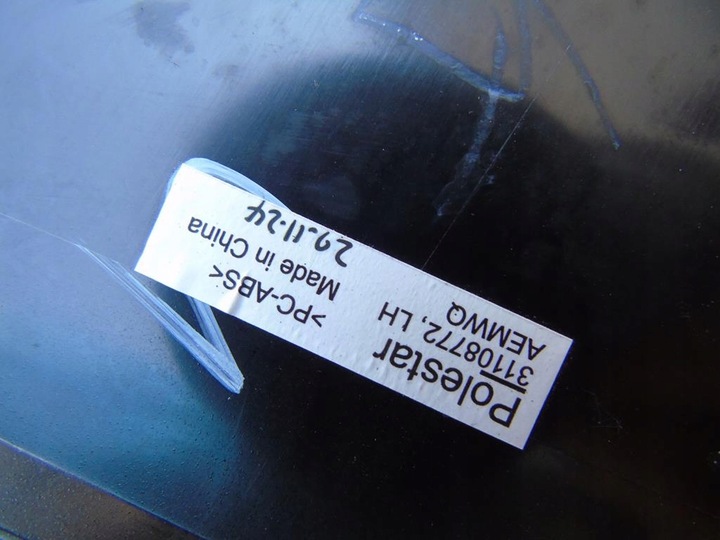 Polestar
31108772, LH
AEMWQ
>PC-ABS<
Made in China
29-11-24